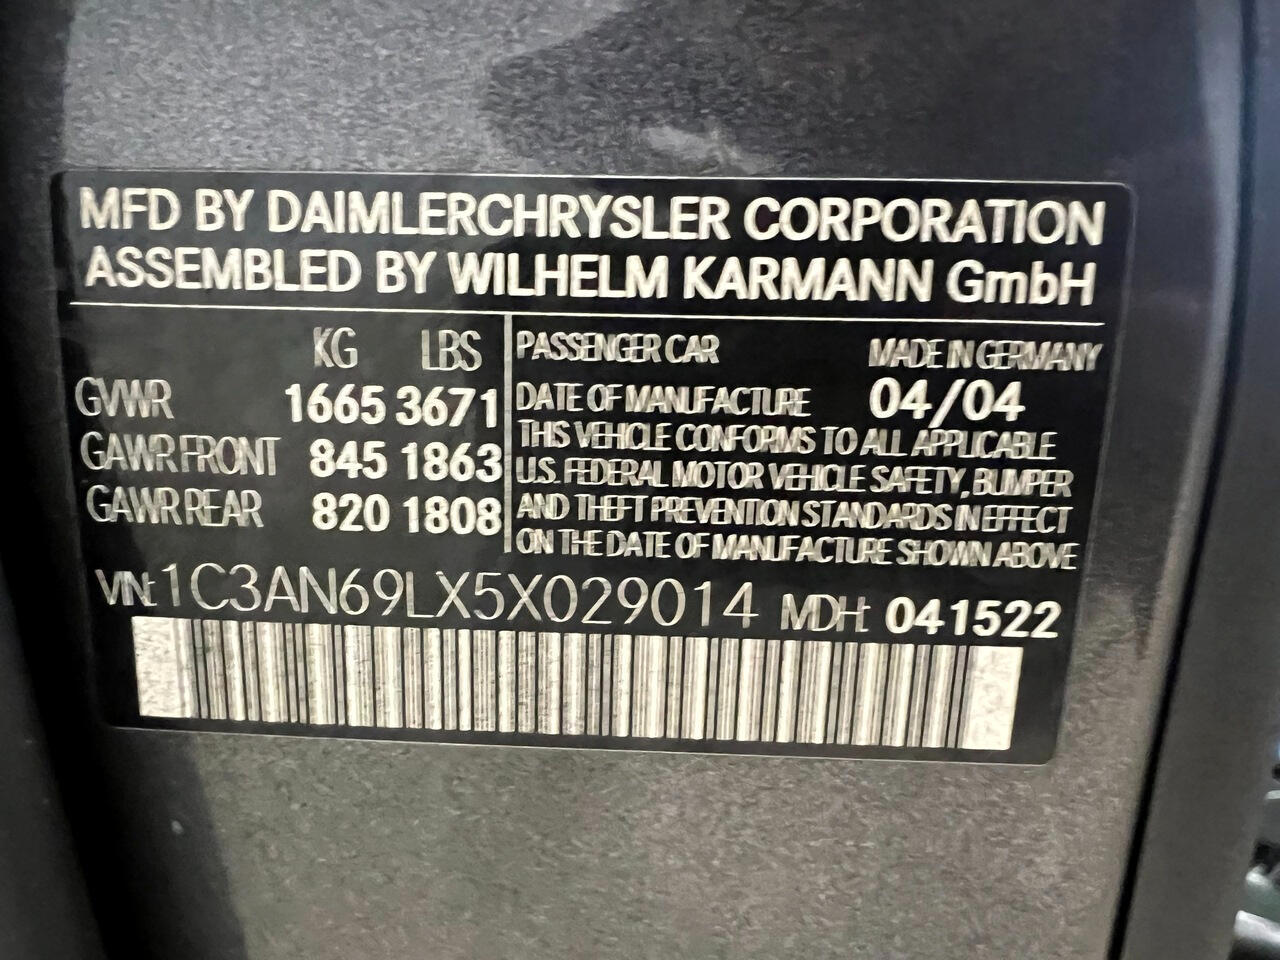 MFD BY DAIMLERCHRYSLER CORPORATION
ASSEMBLED BY WILHELM KARMANN GmbH
KG LBS
GVWR 1665 3671
GAWR FRONT 845 1863
GAWR REAR 820 1808
PASSENGER CAR MADE IN GERMANY
DATE OF MANUFACTURE 04/04
THIS VEHICLE CONFORMS TO ALL APPLICABLE
U.S. FEDERAL MOTOR VEHICLE SAFETY, BUMPER
AND THEFT PREVENTION STANDARDS IN EFFECT
ON THE DATE OF MANUFACTURE SHOWN ABOVE
VIN: 1C3AN69LX5X029014 MDH: 041522